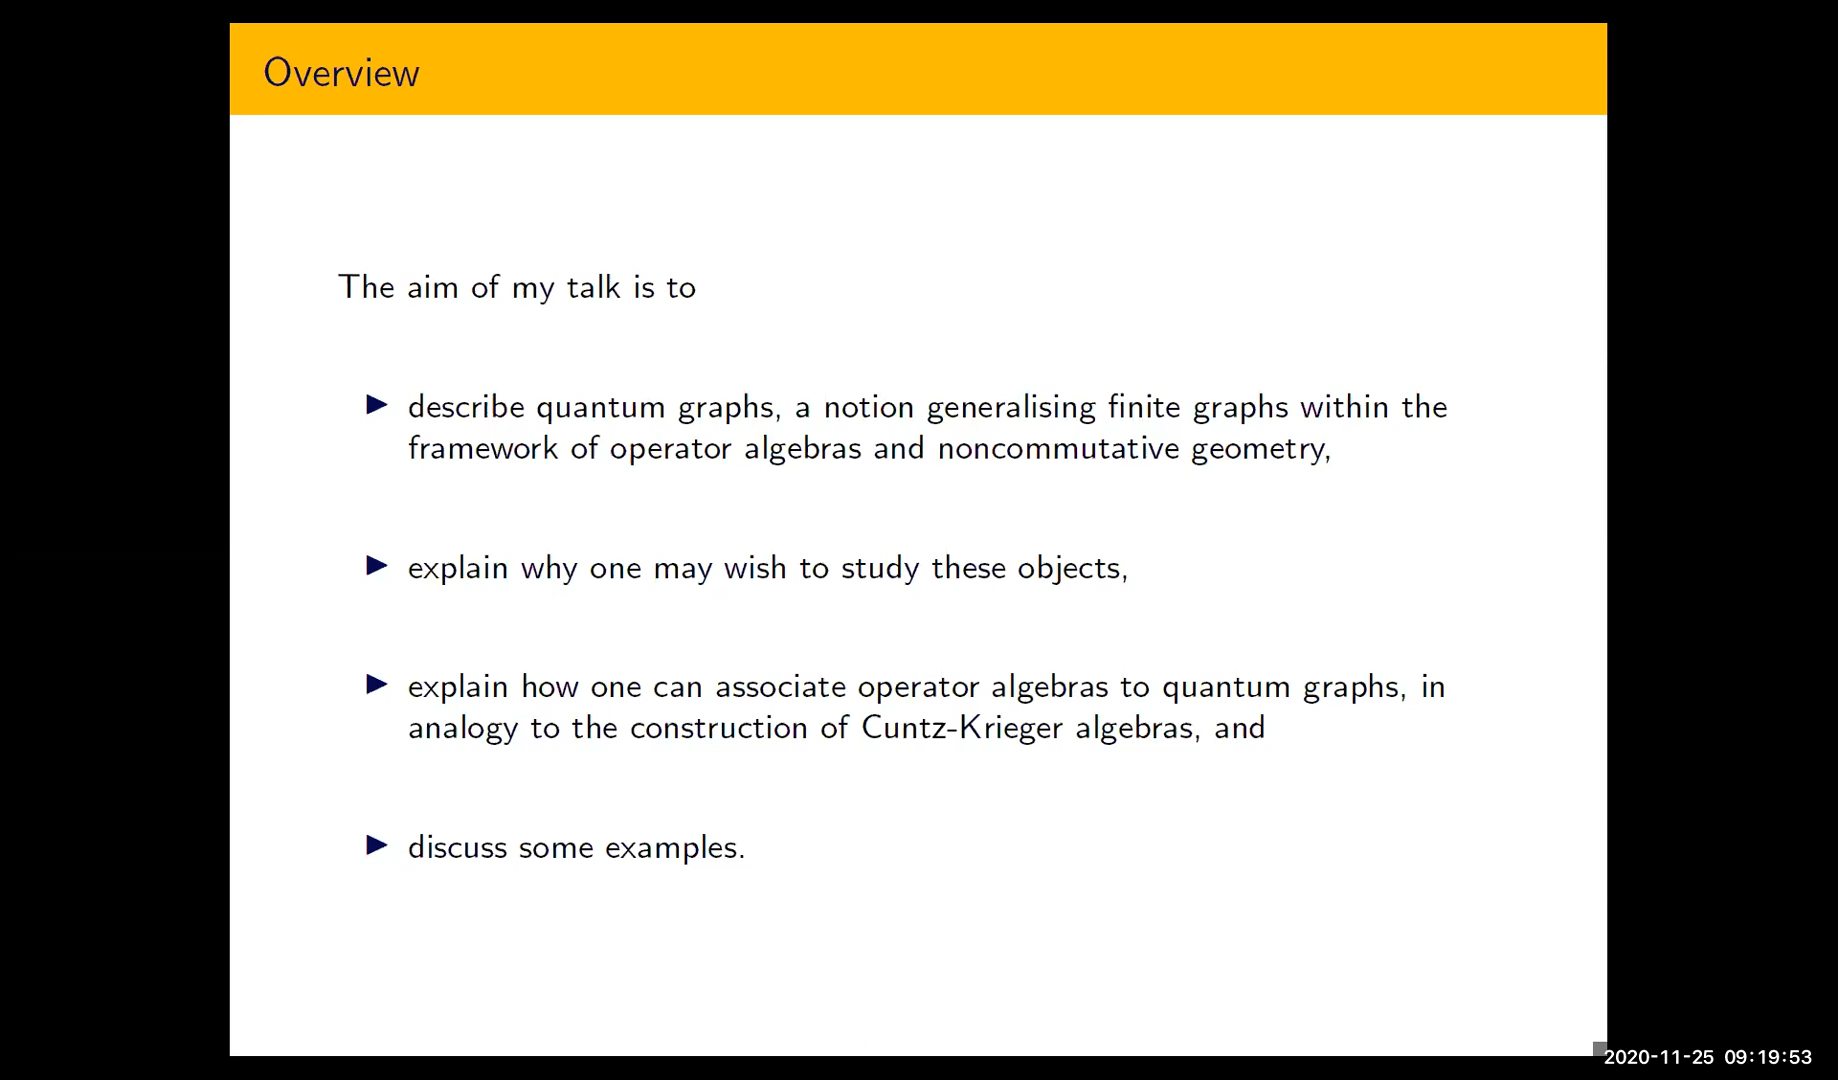 Overview
The aim of my talk is to
▶ describe quantum graphs, a notion generalising finite graphs within the
framework of operator algebras and noncommutative geometry,
▶ explain why one may wish to study these objects,
▶ explain how one can associate operator algebras to quantum graphs, in
analogy to the construction of Cuntz-Krieger algebras, and
▶ discuss some examples.
2020-11-25 09:19:53